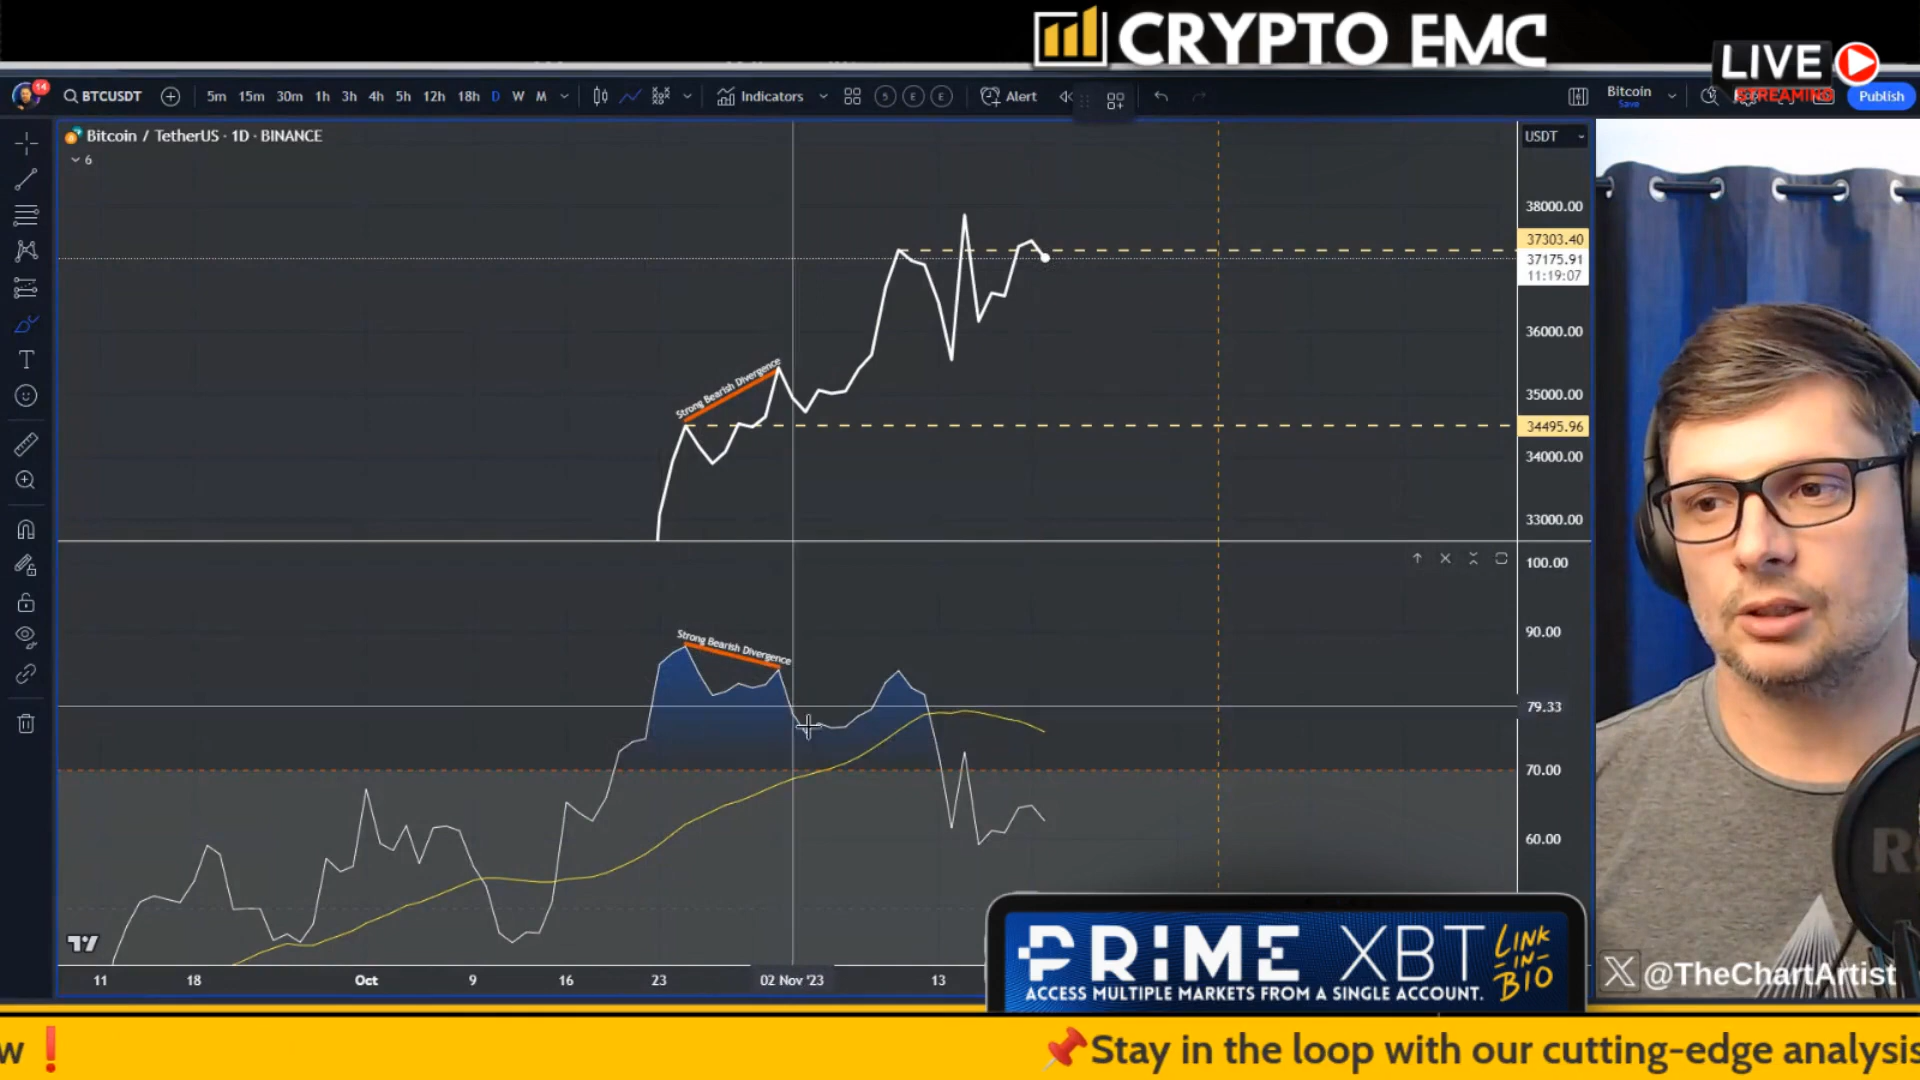 CRYPTO EMC
LIVE
STREAMING
14
BTCUSDT
5m 15m 30m 1h 3h 4h 5h 12h 18h D W M
Indicators
S E E
Alert
Bitcoin
Save
Publish
Bitcoin / TetherUS · 1D · BINANCE
6
USDT
38000.00
37303.40
37175.91
11:19:07
36000.00
35000.00
34495.96
34000.00
33000.00
Strong Bearish Divergence
100.00
90.00
79.33
70.00
60.00
Strong Bearish Divergence
11 18 Oct 9 16 23 02 Nov '23 13
PRIME XBT
LINK
-IN-
BIO
ACCESS MULTIPLE MARKETS FROM A SINGLE ACCOUNT.
X @TheChartArtist
w❗ 📌Stay in the loop with our cutting-edge analysis